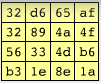 32 d6 65 af
32 89 4a 4f
56 33 4d b6
b3 1e 8e 1a